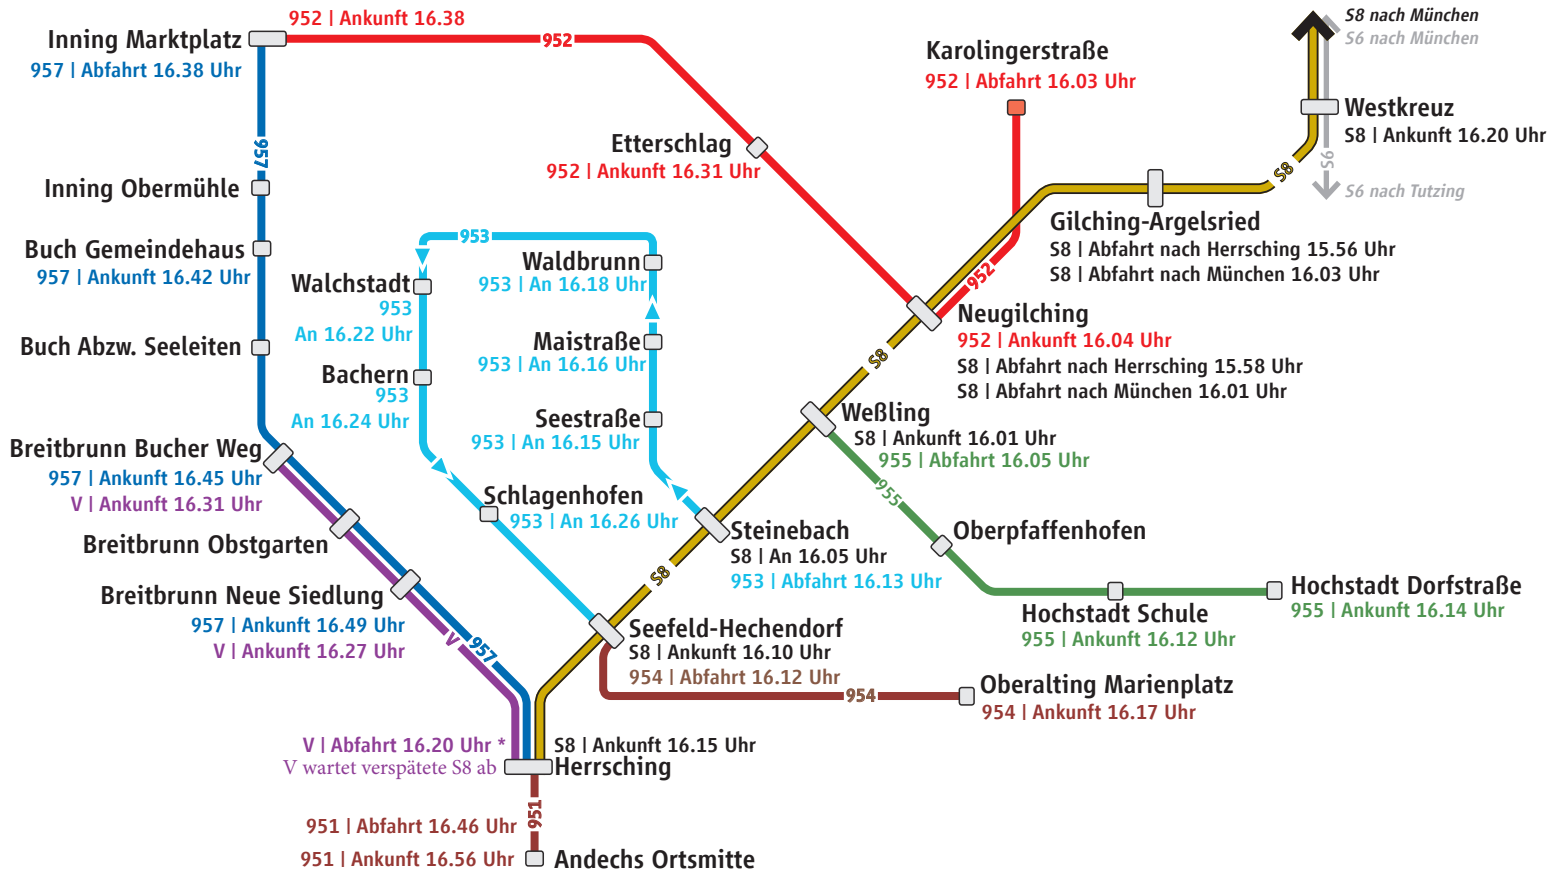 952 | Ankunft 16.38
Inning Marktplatz
957 | Abfahrt 16.38 Uhr
952
Karolingerstraße
952 | Abfahrt 16.03 Uhr
S8 nach München
S6 nach München
Westkreuz
S8 | Ankunft 16.20 Uhr
S6
S6 nach Tutzing
S8
Etterschlag
952 | Ankunft 16.31 Uhr
957
Inning Obermühle
Buch Gemeindehaus
957 | Ankunft 16.42 Uhr
Buch Abzw. Seeleiten
953
Walchstadt
953
An 16.22 Uhr
Bachern
953
An 16.24 Uhr
Waldbrunn
953 | An 16.18 Uhr
Maistraße
953 | An 16.16 Uhr
Seestraße
953 | An 16.15 Uhr
Gilching-Argelsried
S8 | Abfahrt nach Herrsching 15.56 Uhr
S8 | Abfahrt nach München 16.03 Uhr
952
Neugilching
952 | Ankunft 16.04 Uhr
S8 | Abfahrt nach Herrsching 15.58 Uhr
S8 | Abfahrt nach München 16.01 Uhr
S8
Weßling
S8 | Ankunft 16.01 Uhr
955 | Abfahrt 16.05 Uhr
955
Breitbrunn Bucher Weg
957 | Ankunft 16.45 Uhr
V | Ankunft 16.31 Uhr
Schlagenhofen
953 | An 16.26 Uhr
Steinebach
S8 | An 16.05 Uhr
953 | Abfahrt 16.13 Uhr
Oberpfaffenhofen
Breitbrunn Obstgarten
S8
Hochstadt Dorfstraße
955 | Ankunft 16.14 Uhr
Hochstadt Schule
955 | Ankunft 16.12 Uhr
Breitbrunn Neue Siedlung
957 | Ankunft 16.49 Uhr
V | Ankunft 16.27 Uhr
V
957
Seefeld-Hechendorf
S8 | Ankunft 16.10 Uhr
954 | Abfahrt 16.12 Uhr
954
Oberalting Marienplatz
954 | Ankunft 16.17 Uhr
V | Abfahrt 16.20 Uhr *
V wartet verspätete S8 ab
S8 | Ankunft 16.15 Uhr
Herrsching
951
951 | Abfahrt 16.46 Uhr
951 | Ankunft 16.56 Uhr
Andechs Ortsmitte